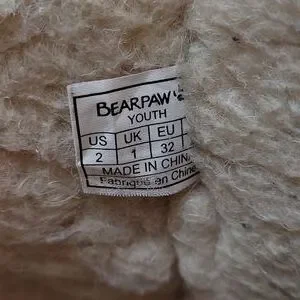 BEARPAW
YOUTH
US UK EU
2 1 32
MADE IN CHINA
Fabriqué en Chine